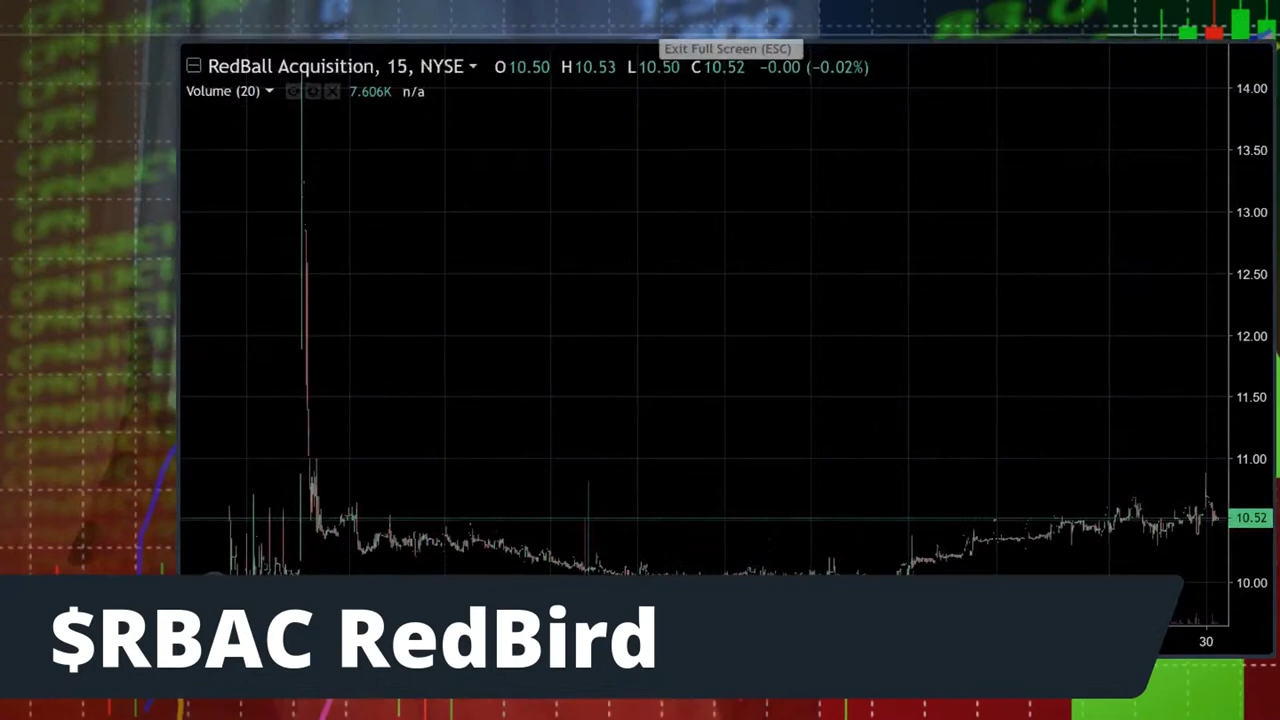 Exit Full Screen (ESC)
RedBall Acquisition, 15, NYSE O10.50 H10.53 L10.50 C10.52 −0.00 (−0.02%)
Volume (20) 7.606K n/a
14.00
13.50
13.00
12.50
12.00
11.50
11.00
10.52
10.00
30
$RBAC RedBird